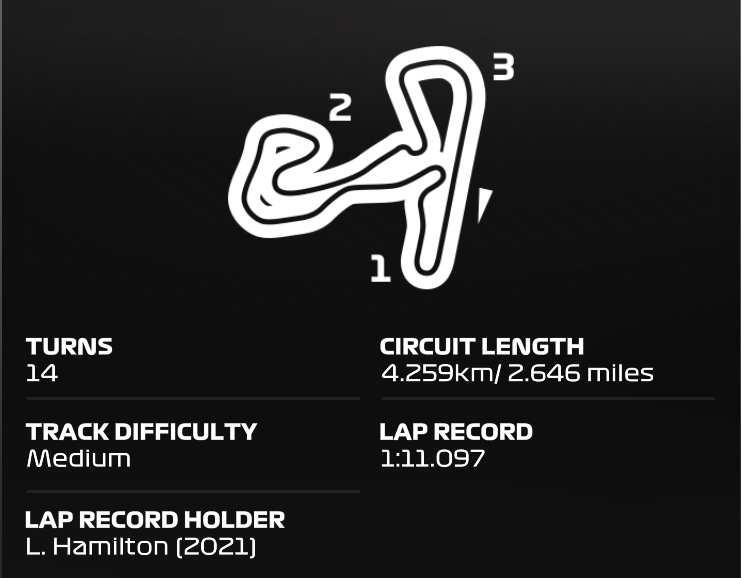 3
2
1
TURNS
14
CIRCUIT LENGTH
4.259km/ 2.646 miles
TRACK DIFFICULTY
Medium
LAP RECORD
1:11.097
LAP RECORD HOLDER
L. Hamilton (2021)